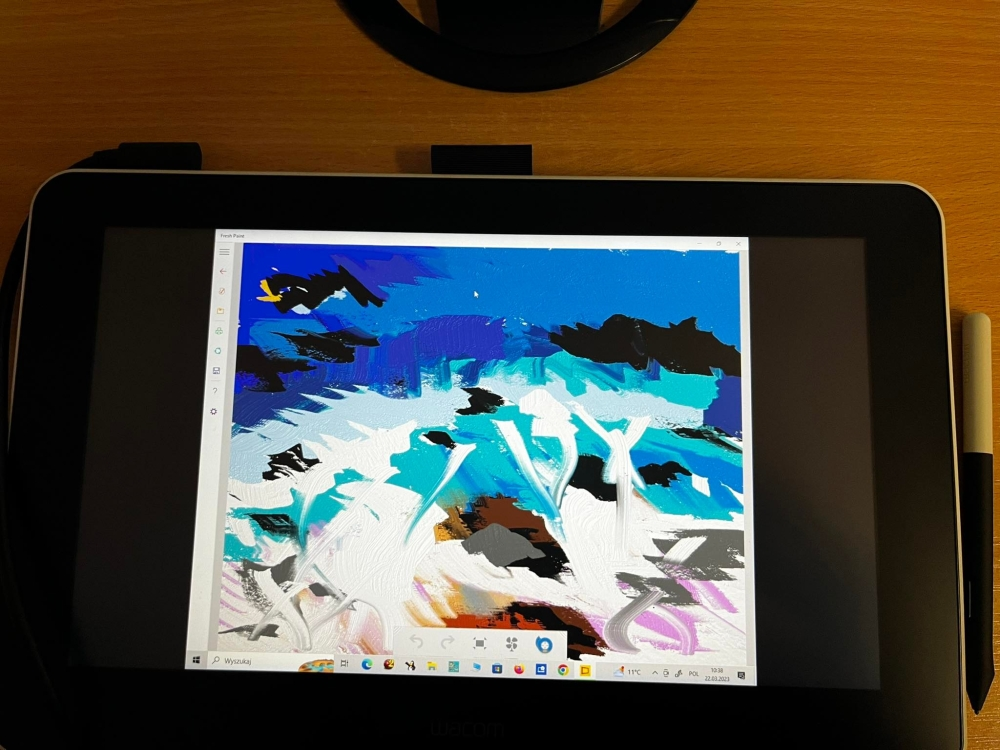 Fresh Paint
?
Wyszukaj
11°C
POL
10:38
22.03.2023
wacom